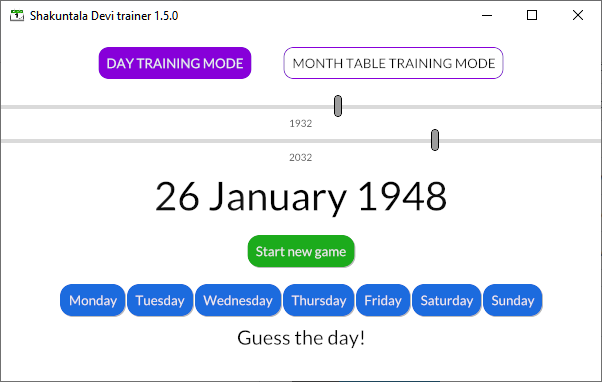 Shakuntala Devi trainer 1.5.0
DAY TRAINING MODE MONTH TABLE TRAINING MODE
1932
2032
26 January 1948
Start new game
Monday Tuesday Wednesday Thursday Friday Saturday Sunday
Guess the day!